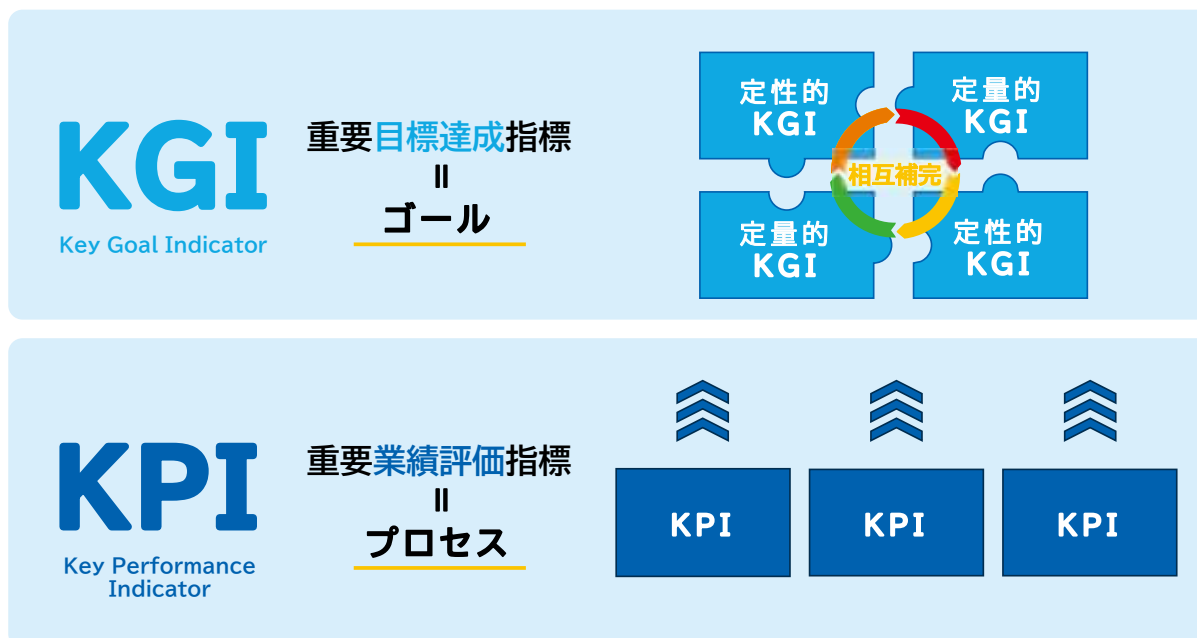 KGI
Key Goal Indicator
重要目標達成指標
=
ゴール
定性的
KGI
定量的
KGI
相互補完
定量的
KGI
定性的
KGI
KPI
Key Performance
Indicator
重要業績評価指標
=
プロセス
KPI
KPI
KPI